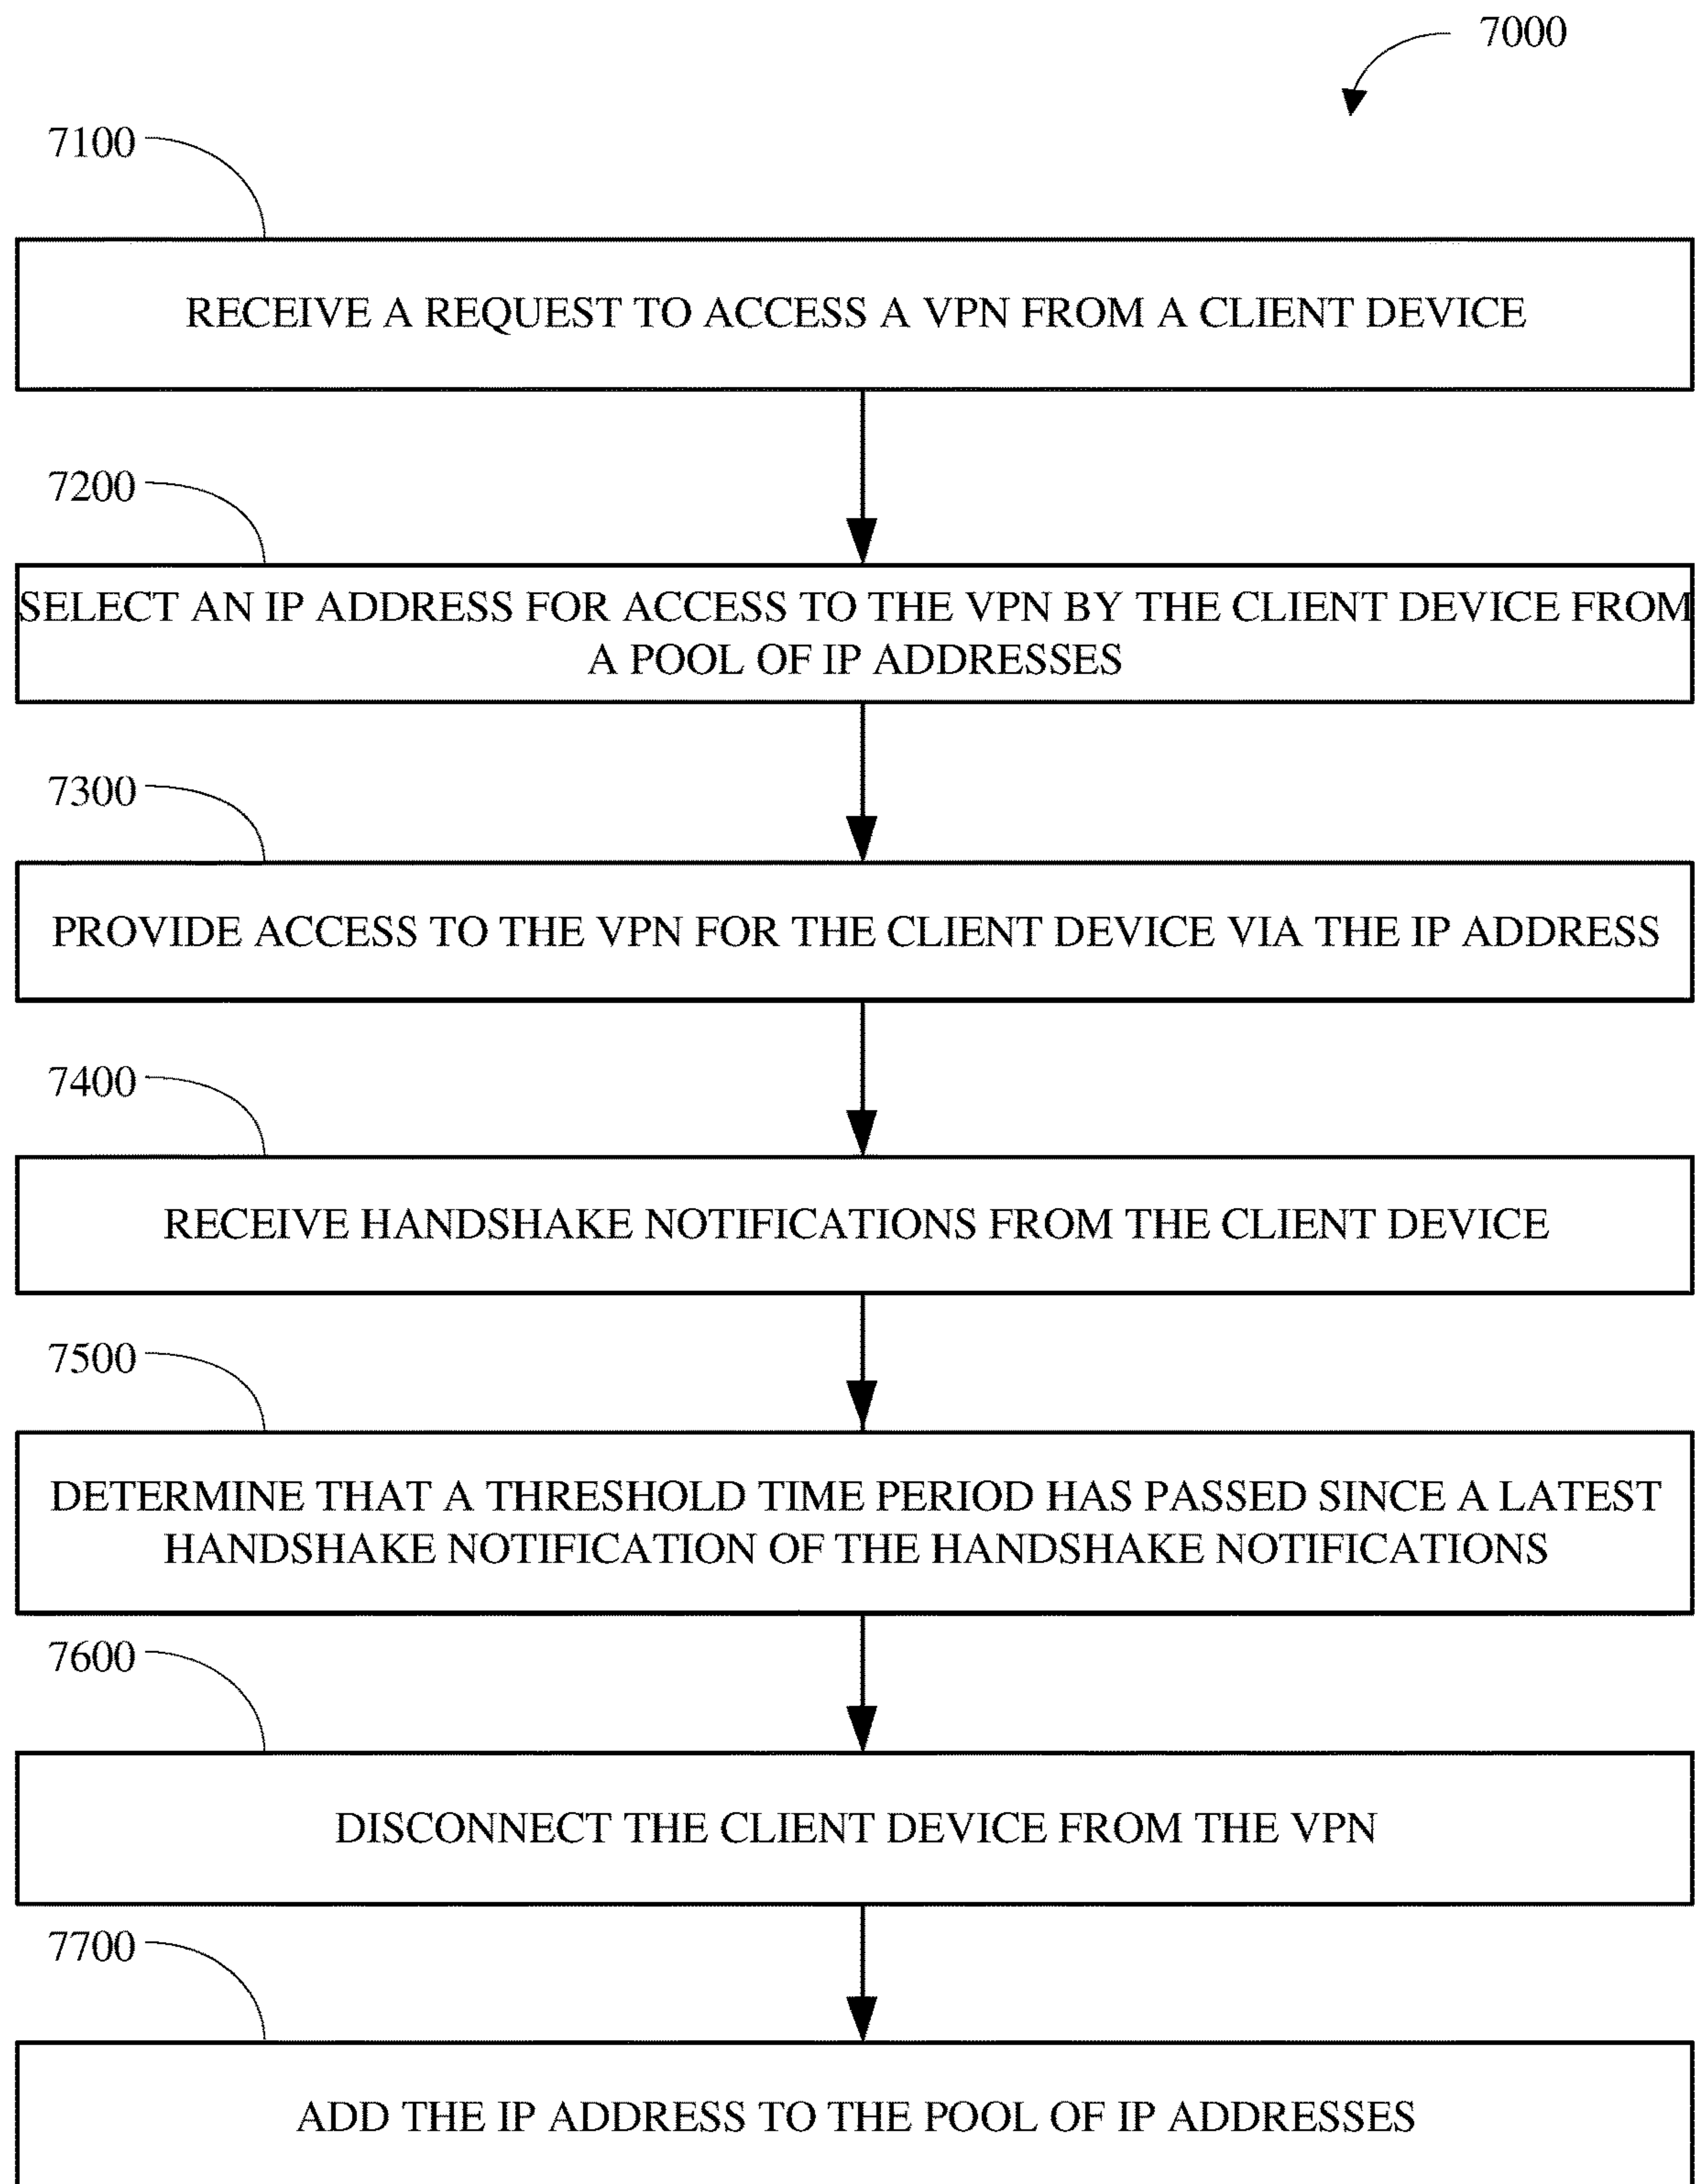 7000
7100
RECEIVE A REQUEST TO ACCESS A VPN FROM A CLIENT DEVICE
7200
SELECT AN IP ADDRESS FOR ACCESS TO THE VPN BY THE CLIENT DEVICE FROM
A POOL OF IP ADDRESSES
7300
PROVIDE ACCESS TO THE VPN FOR THE CLIENT DEVICE VIA THE IP ADDRESS
7400
RECEIVE HANDSHAKE NOTIFICATIONS FROM THE CLIENT DEVICE
7500
DETERMINE THAT A THRESHOLD TIME PERIOD HAS PASSED SINCE A LATEST
HANDSHAKE NOTIFICATION OF THE HANDSHAKE NOTIFICATIONS
7600
DISCONNECT THE CLIENT DEVICE FROM THE VPN
7700
ADD THE IP ADDRESS TO THE POOL OF IP ADDRESSES